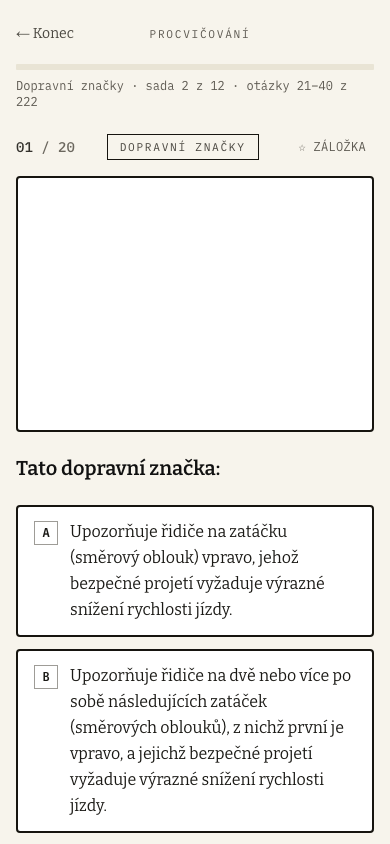 ← Konec
PROCVIČOVÁNÍ
Dopravní značky · sada 2 z 12 · otázky 21–40 z
222
01 / 20
DOPRAVNÍ ZNAČKY
☆ ZÁLOŽKA
Tato dopravní značka:
A
Upozorňuje řidiče na zatáčku
(směrový oblouk) vpravo, jehož
bezpečné projetí vyžaduje výrazné
snížení rychlosti jízdy.
B
Upozorňuje řidiče na dvě nebo více po
sobě následujících zatáček
(směrových oblouků), z nichž první je
vpravo, a jejichž bezpečné projetí
vyžaduje výrazné snížení rychlosti
jízdy.